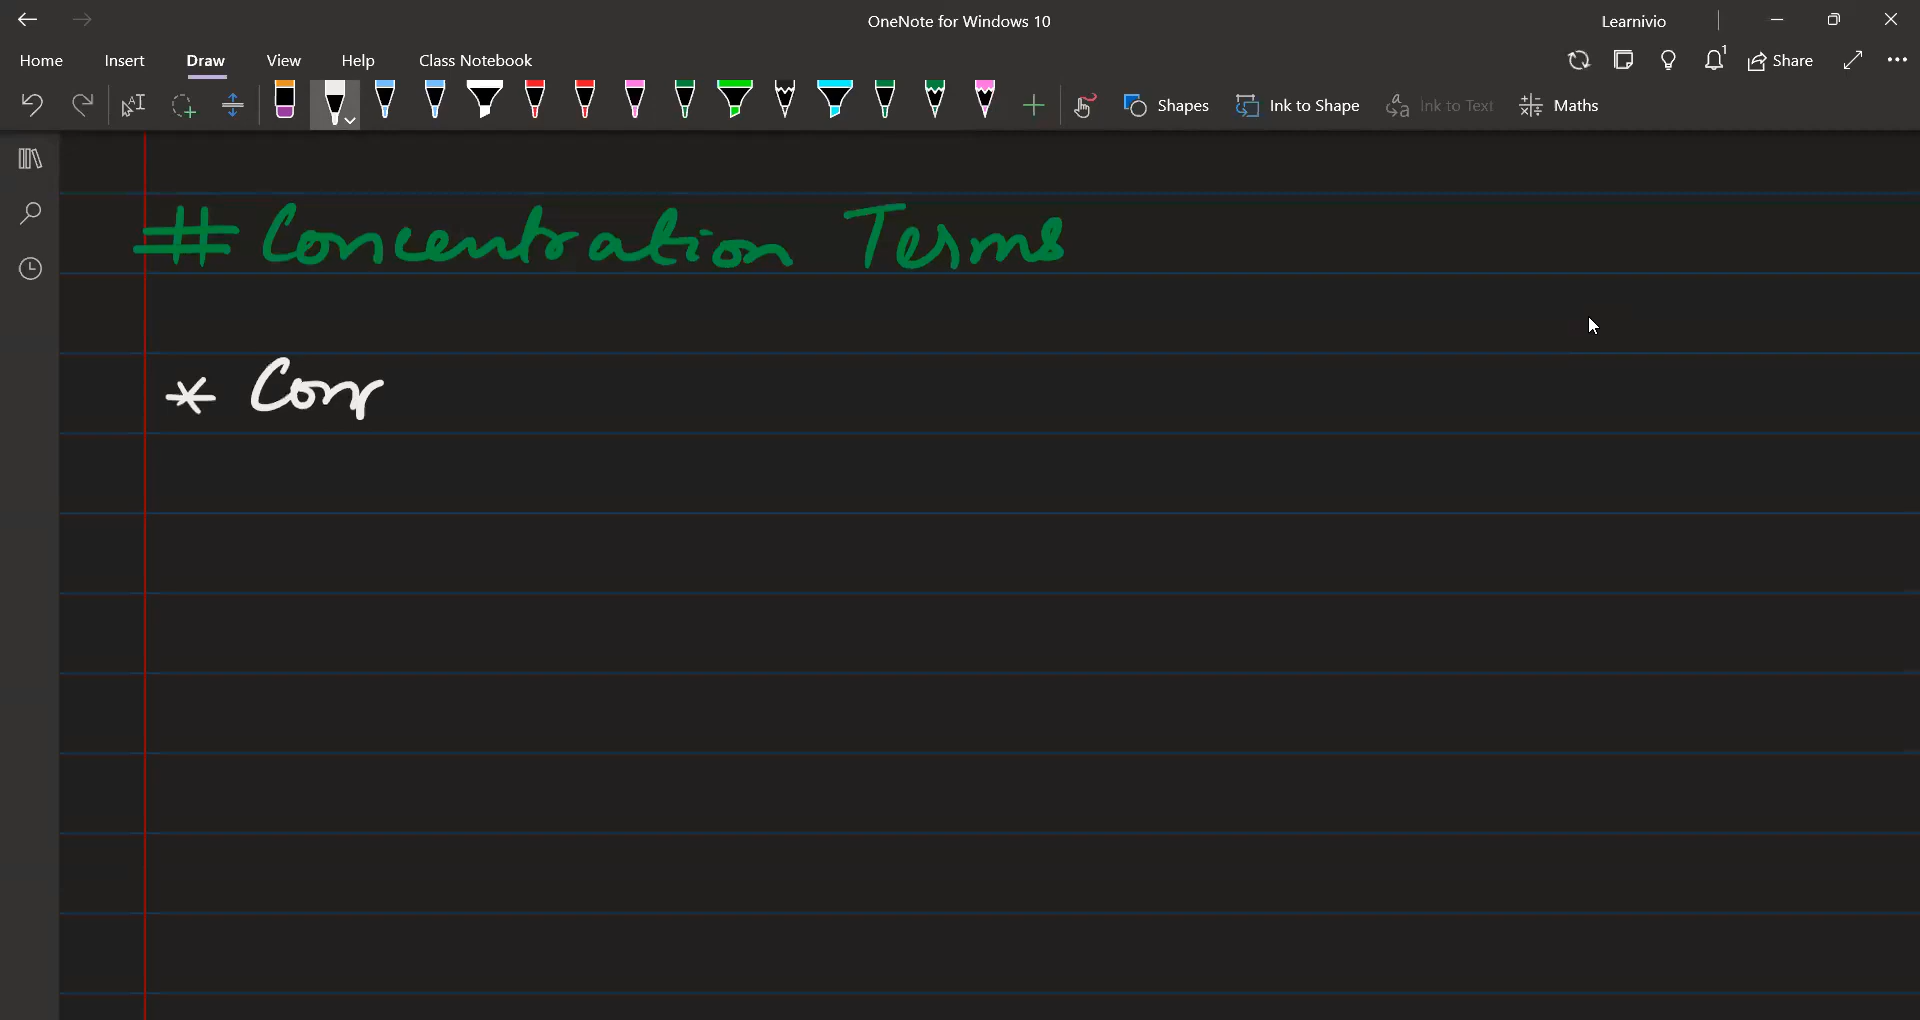 OneNote for Windows 10
Learnivio
Home Insert Draw View Help Class Notebook
1
Share
Shapes Ink to Shape Ink to Text Maths
# Concentration Terms
* Con